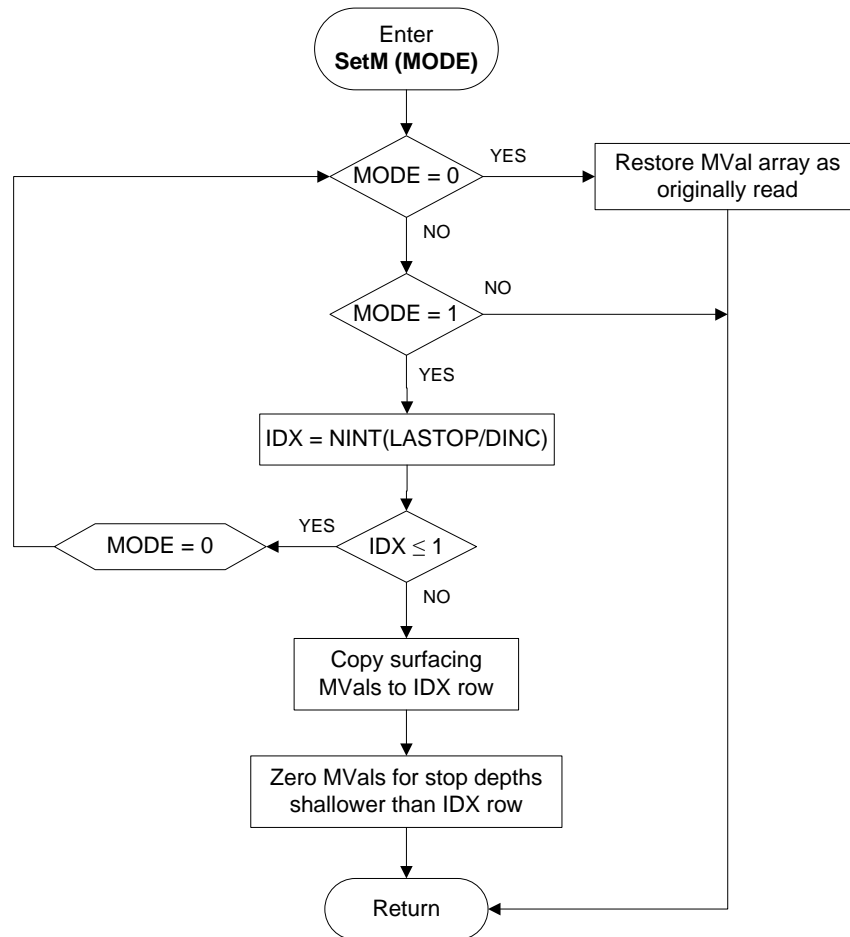 Enter
SetM (MODE)
MODE = 0
YES
Restore MVal array as
originally read
NO
MODE = 1
NO
YES
IDX = NINT(LASTOP/DINC)
MODE = 0
YES
IDX ≤ 1
NO
Copy surfacing
MVals to IDX row
Zero MVals for stop depths
shallower than IDX row
Return